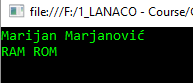 file:///F:/1_LANACO - Course/
Marijan Marjanović
RAM ROM